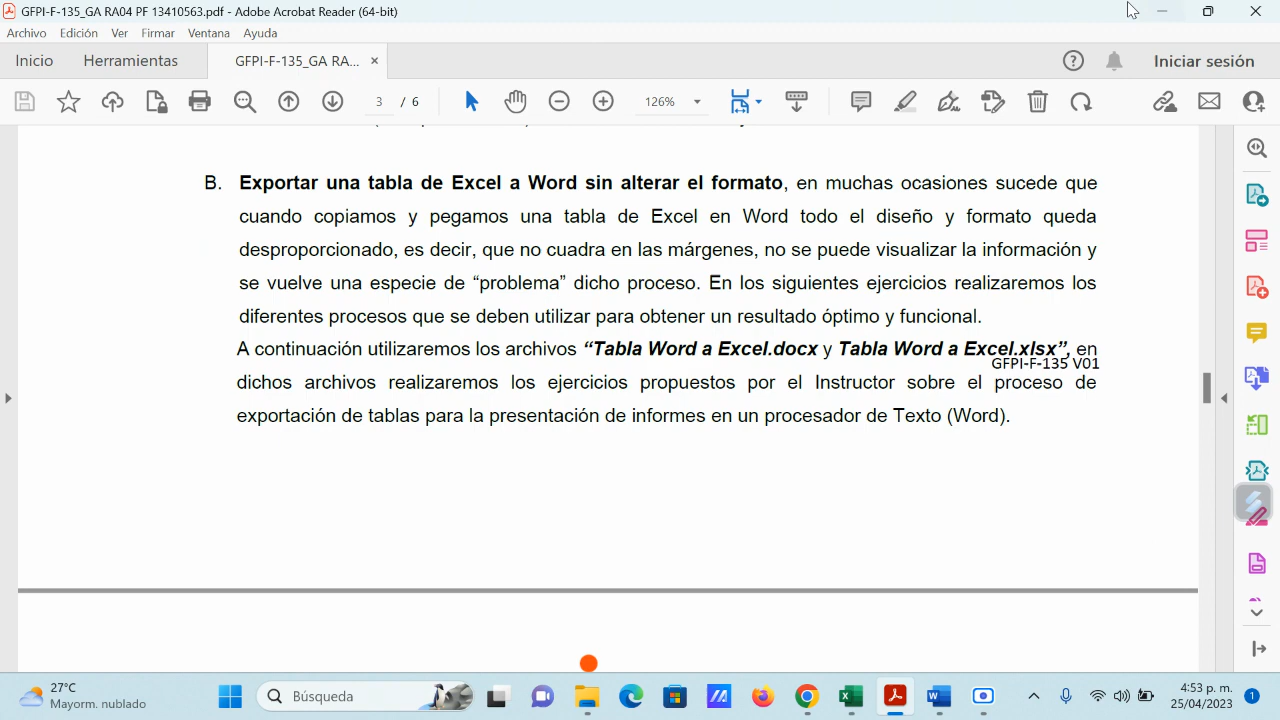 GFPI-F-135_GA RA04 PF 13410563.pdf - Adobe Acrobat Reader (64-bit)
Archivo Edición Ver Firmar Ventana Ayuda
Inicio Herramientas GFPI-F-135_GA RA... × Iniciar sesión
3 / 6 126%
B. Exportar una tabla de Excel a Word sin alterar el formato, en muchas ocasiones sucede que
cuando copiamos y pegamos una tabla de Excel en Word todo el diseño y formato queda
desproporcionado, es decir, que no cuadra en las márgenes, no se puede visualizar la información y
se vuelve una especie de “problema” dicho proceso. En los siguientes ejercicios realizaremos los
diferentes procesos que se deben utilizar para obtener un resultado óptimo y funcional.
A continuación utilizaremos los archivos “Tabla Word a Excel.docx y Tabla Word a Excel.xlsx”, en
GFPI-F-135 V01
dichos archivos realizaremos los ejercicios propuestos por el Instructor sobre el proceso de
exportación de tablas para la presentación de informes en un procesador de Texto (Word).
27°C
Mayorm. nublado
Búsqueda
4:53 p. m.
25/04/2023
1